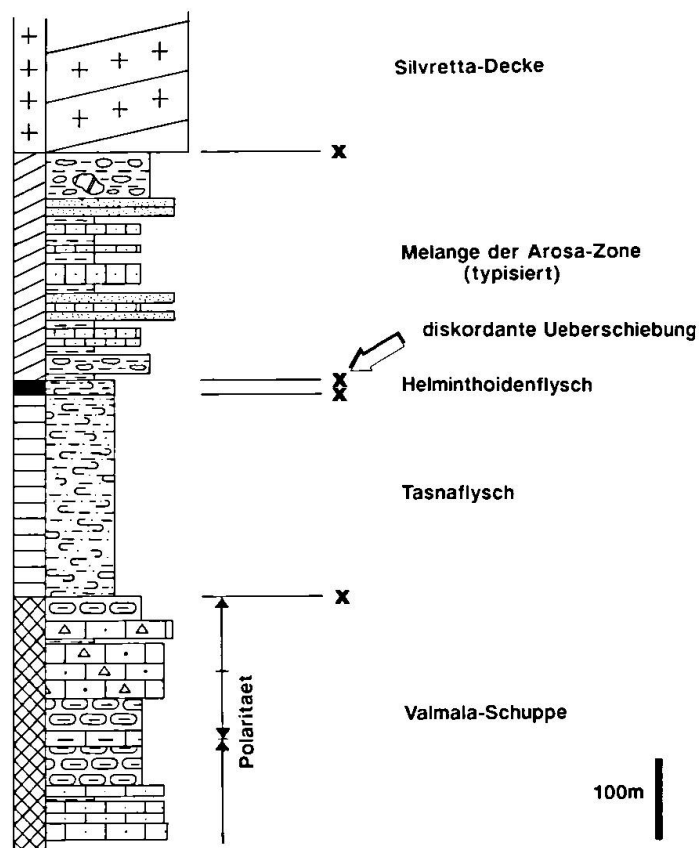 Silvretta-Decke
x
Melange der Arosa-Zone
(typisiert)
diskordante Ueberschiebung
x
Helminthoidenflysch
x
Tasnaflysch
x
Polaritaet
Valmala-Schuppe
100m